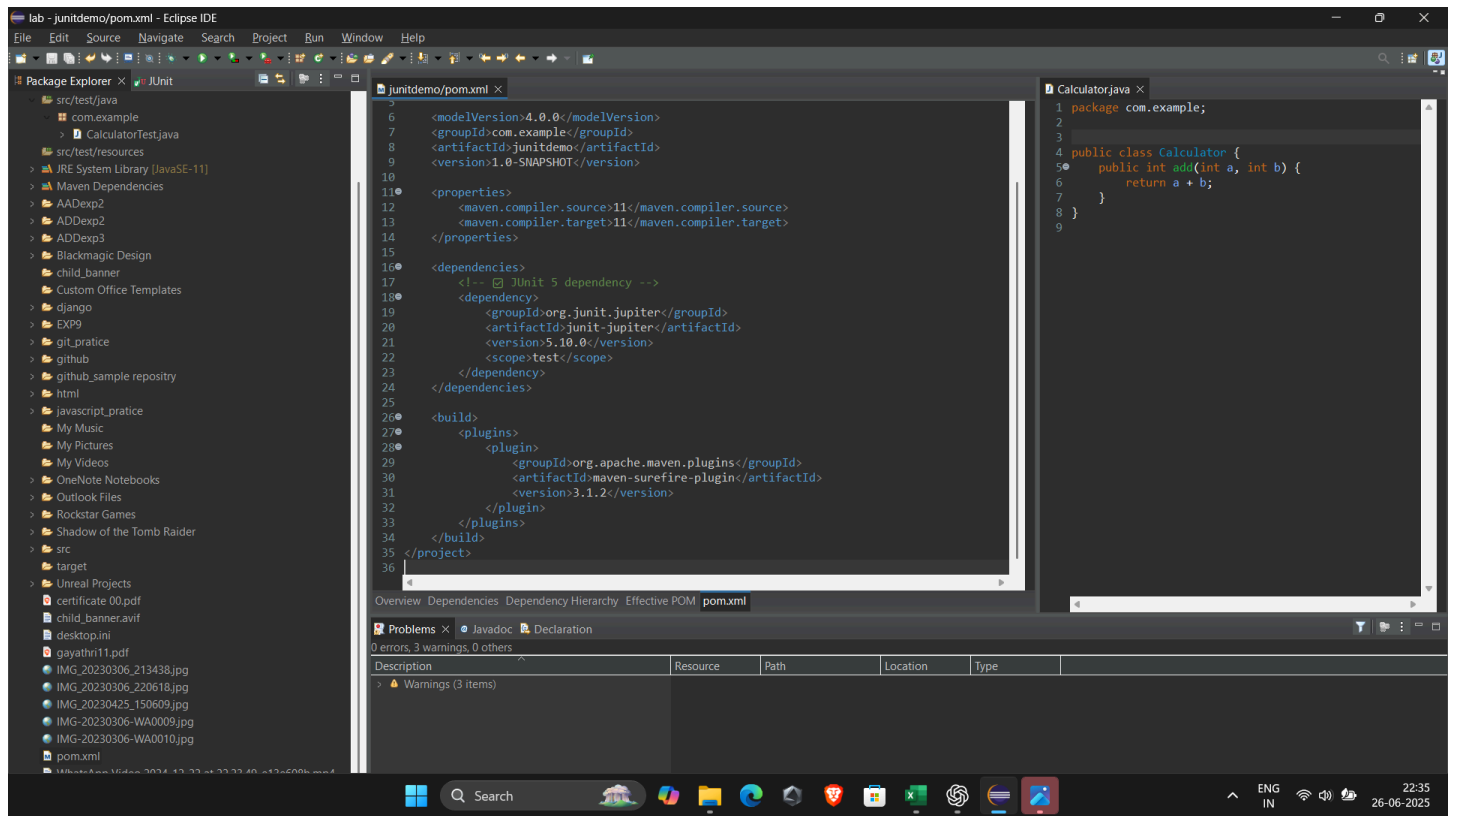 lab - junitdemo/pom.xml - Eclipse IDE
File Edit Source Navigate Search Project Run Window Help
Package Explorer
JUnit
src/test/java
com.example
CalculatorTest.java
src/test/resources
JRE System Library [JavaSE-11]
Maven Dependencies
AADexp2
ADDexp2
ADDexp3
Blackmagic Design
child_banner
Custom Office Templates
django
EXP9
git_pratice
github
github_sample repositry
html
javascript_pratice
My Music
My Pictures
My Videos
OneNote Notebooks
Outlook Files
Rockstar Games
Shadow of the Tomb Raider
src
target
Unreal Projects
certificate 00.pdf
child_banner.avif
desktop.ini
gayathri11.pdf
IMG_20230306_213438.jpg
IMG_20230306_220618.jpg
IMG_20230425_150609.jpg
IMG-20230306-WA0009.jpg
IMG-20230306-WA0010.jpg
pom.xml
WhatsApp Video 2024-12-22 at
junitdemo/pom.xml
5
6 <modelVersion>4.0.0</modelVersion>
7 <groupId>com.example</groupId>
8 <artifactId>junitdemo</artifactId>
9 <version>1.0-SNAPSHOT</version>
10
11 <properties>
12 <maven.compiler.source>11</maven.compiler.source>
13 <maven.compiler.target>11</maven.compiler.target>
14 </properties>
15
16 <dependencies>
17 <!-- ☑ JUnit 5 dependency -->
18 <dependency>
19 <groupId>org.junit.jupiter</groupId>
20 <artifactId>junit-jupiter</artifactId>
21 <version>5.10.0</version>
22 <scope>test</scope>
23 </dependency>
24 </dependencies>
25
26 <build>
27 <plugins>
28 <plugin>
29 <groupId>org.apache.maven.plugins</groupId>
30 <artifactId>maven-surefire-plugin</artifactId>
31 <version>3.1.2</version>
32 </plugin>
33 </plugins>
34 </build>
35 </project>
36
Overview Dependencies Dependency Hierarchy Effective POM pom.xml
Calculator.java
1 package com.example;
2
3
4 public class Calculator {
5 public int add(int a, int b) {
6 return a + b;
7 }
8 }
9
Problems
Javadoc
Declaration
0 errors, 3 warnings, 0 others
Description Resource Path Location Type
Warnings (3 items)
Search
ENG
IN
22:35
26-06-2025